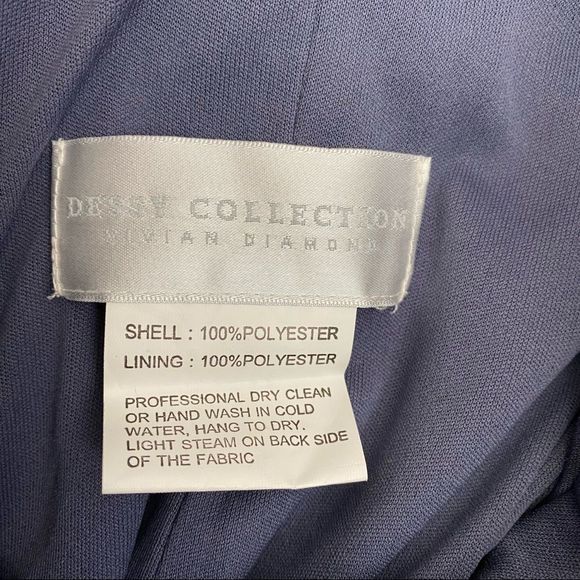 DESSY COLLECTION
VIVIAN DIAMOND
SHELL : 100%POLYESTER
LINING : 100%POLYESTER
PROFESSIONAL DRY CLEAN
OR HAND WASH IN COLD
WATER, HANG TO DRY.
LIGHT STEAM ON BACK SIDE
OF THE FABRIC